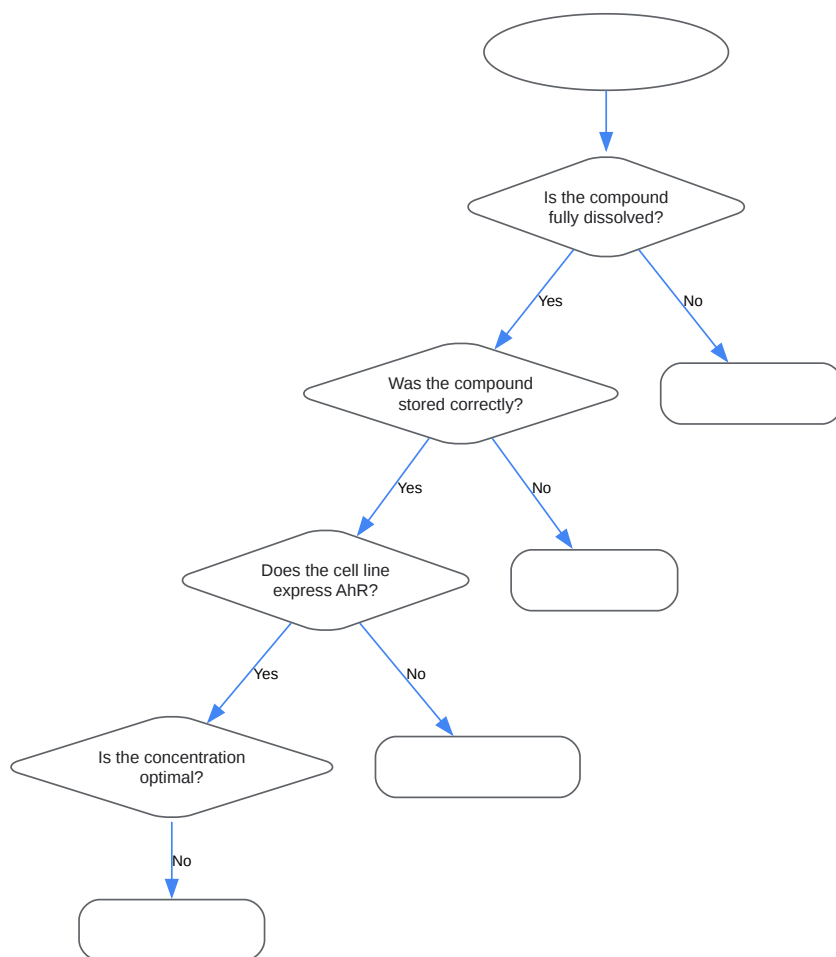 Is the compound
fully dissolved?
Yes
No
Was the compound
stored correctly?
Yes
No
Does the cell line
express AhR?
Yes
No
Is the concentration
optimal?
No